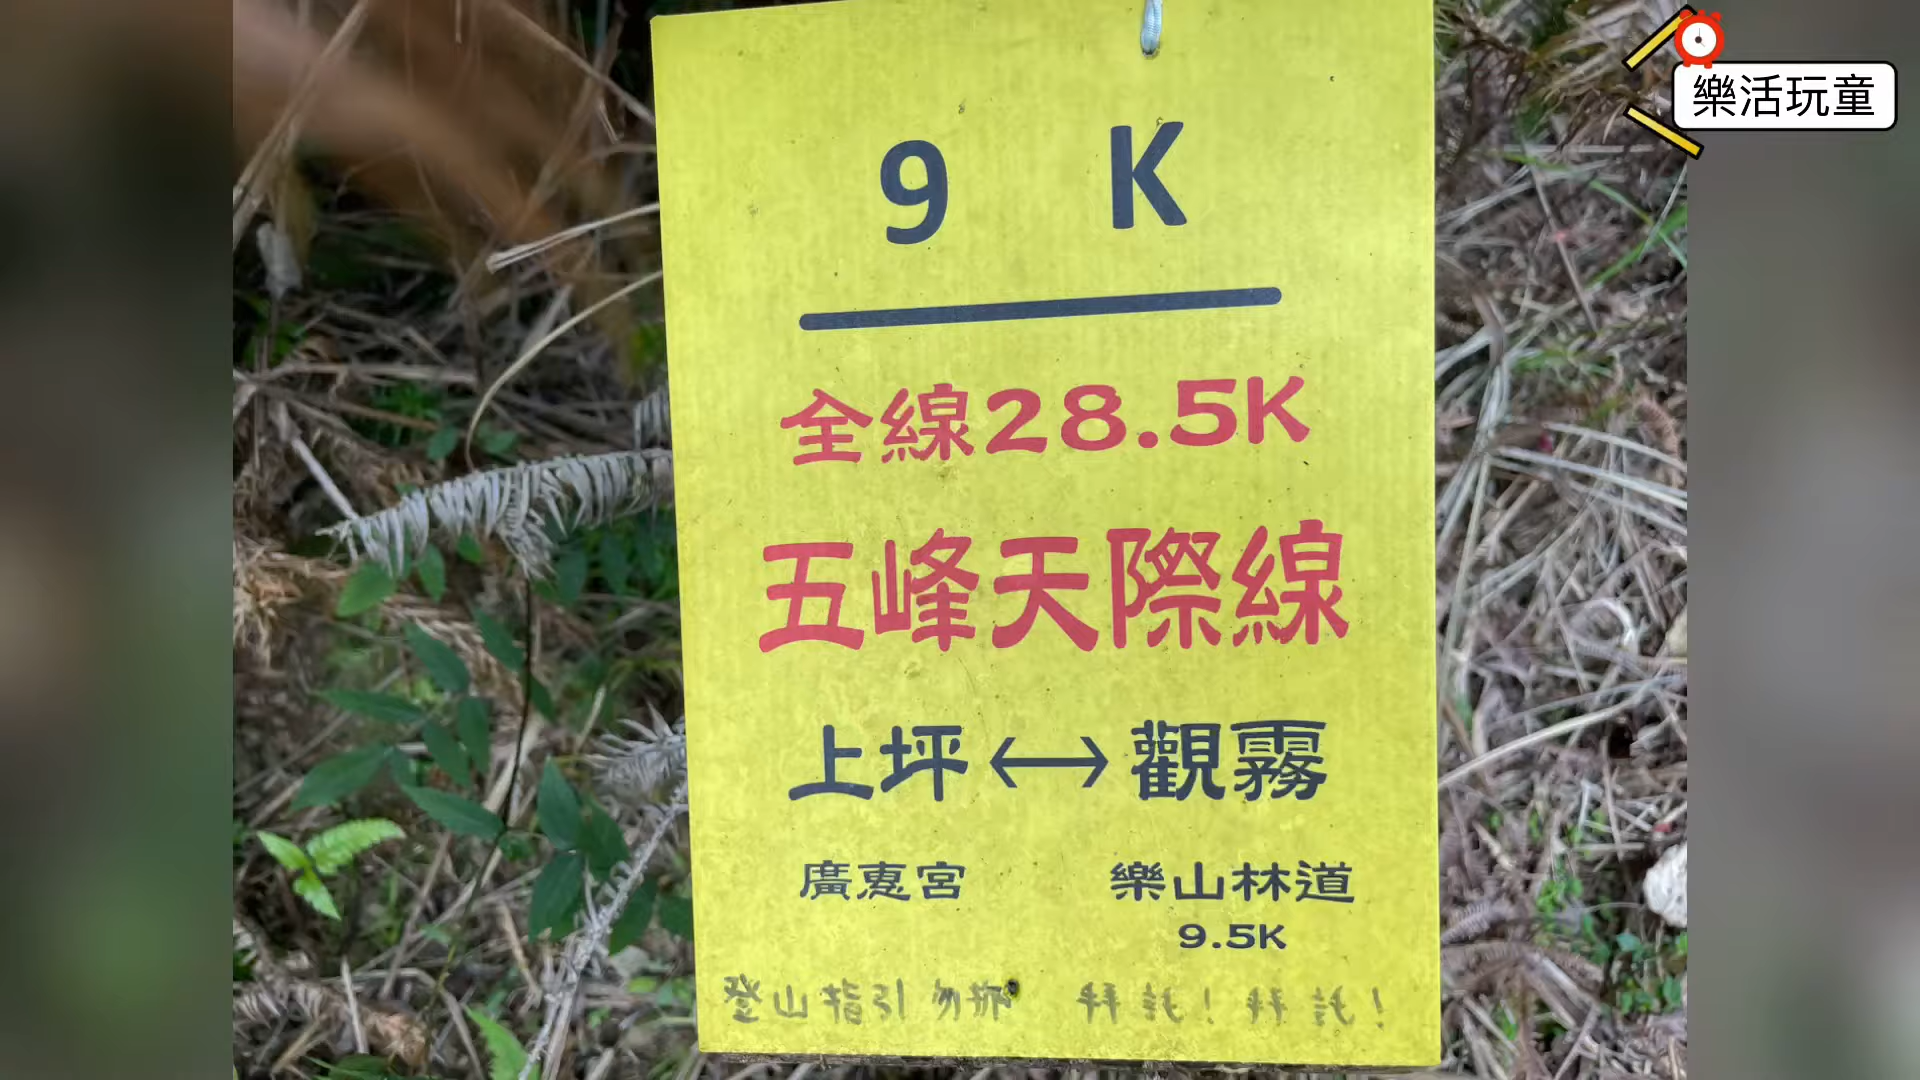 樂活玩童
9 K
全線28.5K
五峰天際線
上坪←→觀霧
廣惠宮 樂山林道
9.5K
登山指引 勿挪 拜託！拜託！